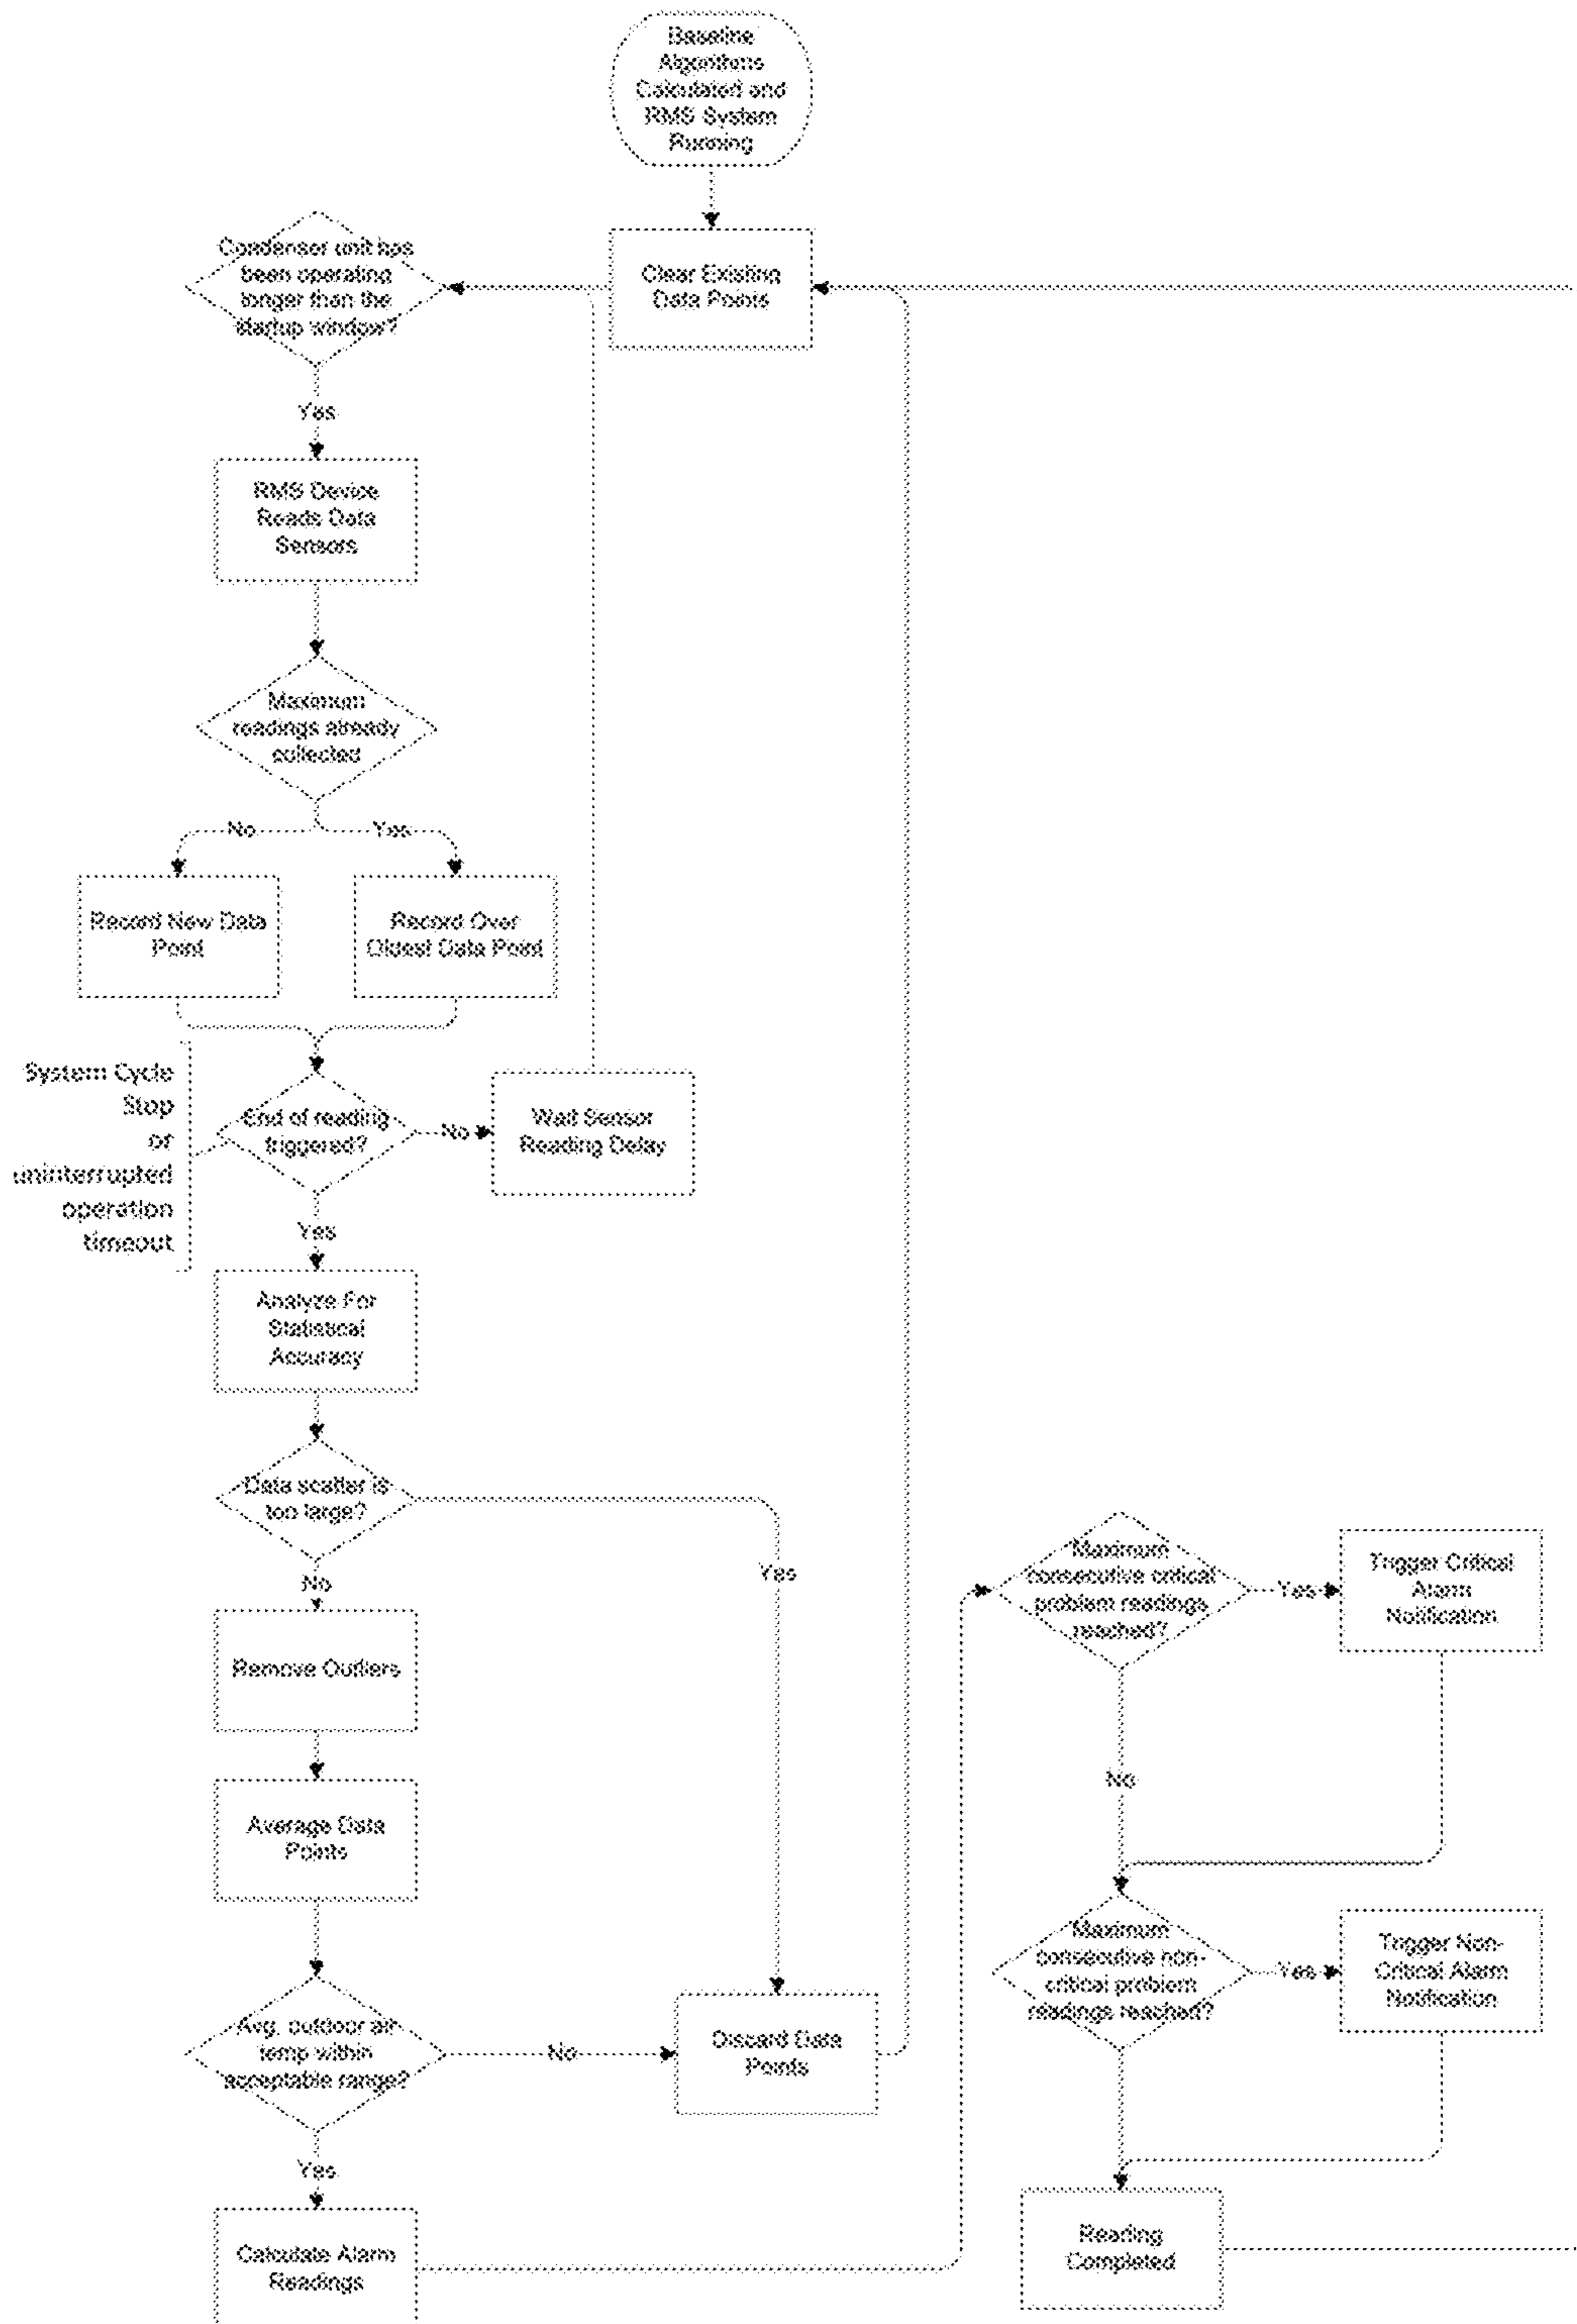 Baseline
Algorithms
Calculated and
RMS System
Running
Clear Existing
Data Points
Condenser unit has
been operating
longer than the
startup window?
Yes
RMS Device
Reads Data
Sensors
Maximum
readings already
collected
No
Yes
Record New Data
Point
Record Over
Oldest Data Point
System Cycle
Stop
or
uninterrupted
operation
timeout
End of reading
triggered?
No
Wait Sensor
Reading Delay
Yes
Analyze For
Statistical
Accuracy
Data scatter is
too large?
Yes
No
Remove Outliers
Average Data
Points
Avg. outdoor air
temp within
acceptable range?
No
Discard Data
Points
Yes
Calculate Alarm
Readings
Maximum
consecutive critical
problem readings
reached?
Yes
Trigger Critical
Alarm
Notification
No
Maximum
consecutive non-
critical problem
readings reached?
Yes
Trigger Non-
Critical Alarm
Notification
Reading
Completed